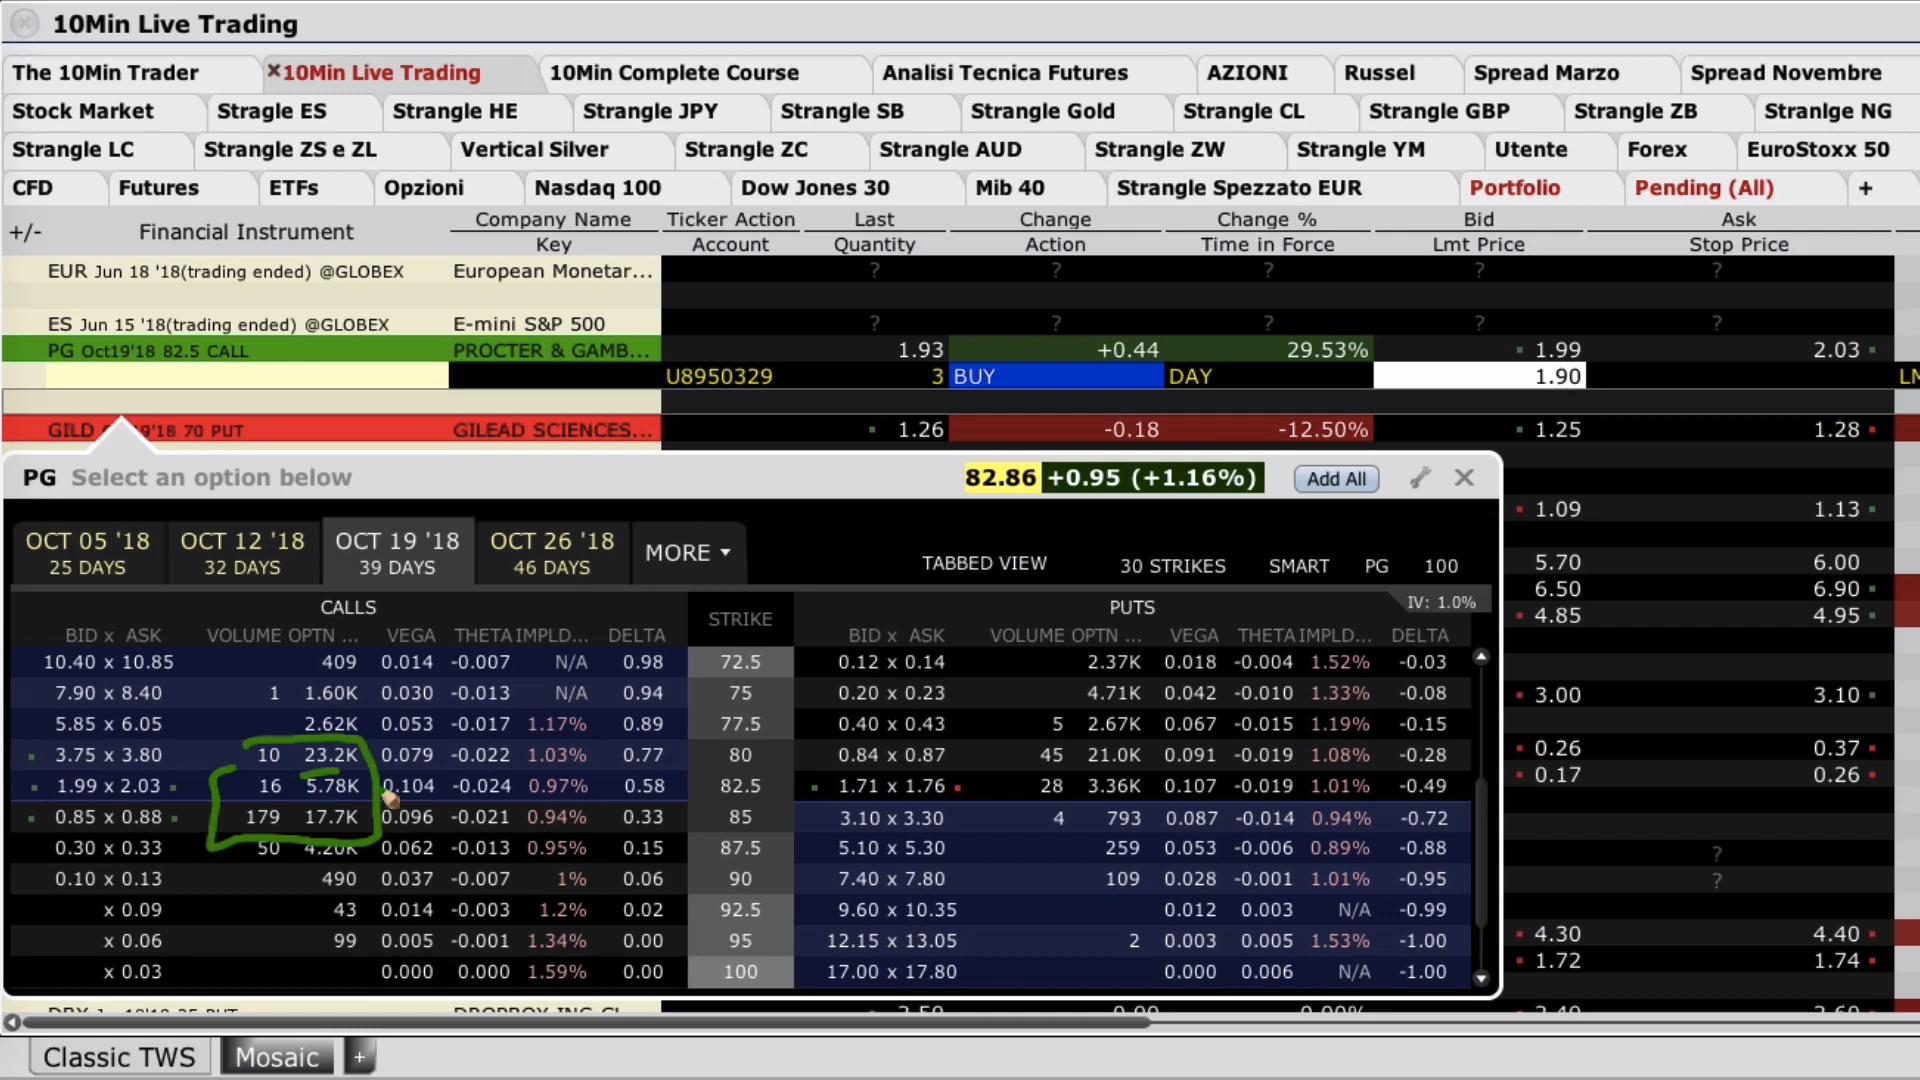 10Min Live Trading
The 10Min Trader 10Min Live Trading 10Min Complete Course Analisi Tecnica Futures AZIONI Russel Spread Marzo Spread Novembre
Stock Market Stragle ES Strangle HE Strangle JPY Strangle SB Strangle Gold Strangle CL Strangle GBP Strangle ZB Stranlge NG
Strangle LC Strangle ZS e ZL Vertical Silver Strangle ZC Strangle AUD Strangle ZW Strangle YM Utente Forex EuroStoxx 50
CFD Futures ETFs Opzioni Nasdaq 100 Dow Jones 30 Mib 40 Strangle Spezzato EUR Portfolio Pending (All) +
+/- Financial Instrument Company Name Ticker Action Last Change Change % Bid Ask
Key Account Quantity Action Time in Force Lmt Price Stop Price
EUR Jun 18 '18(trading ended) @GLOBEX European Monetar... ? ? ? ? ?
ES Jun 15 '18(trading ended) @GLOBEX E-mini S&P 500 ? ? ? ? ?
PG Oct19'18 82.5 CALL PROCTER & GAMB... 1.93 +0.44 29.53% 1.99 2.03
U8950329 3 BUY DAY 1.90 LM
GILD 9'18 70 PUT GILEAD SCIENCES... 1.26 -0.18 -12.50% 1.25 1.28
PG Select an option below 82.86 +0.95 (+1.16%) Add All
1.09 1.13
OCT 05 '18 OCT 12 '18 OCT 19 '18 OCT 26 '18 MORE
25 DAYS 32 DAYS 39 DAYS 46 DAYS
TABBED VIEW 30 STRIKES SMART PG 100
5.70 6.00
6.50 6.90
IV: 1.0%
4.85 4.95
CALLS STRIKE PUTS
BID x ASK VOLUME OPTN ... VEGA THETA IMPLD... DELTA BID x ASK VOLUME OPTN ... VEGA THETA IMPLD... DELTA
10.40 x 10.85 409 0.014 -0.007 N/A 0.98 72.5 0.12 x 0.14 2.37K 0.018 -0.004 1.52% -0.03
7.90 x 8.40 1 1.60K 0.030 -0.013 N/A 0.94 75 0.20 x 0.23 4.71K 0.042 -0.010 1.33% -0.08 3.00 3.10
5.85 x 6.05 2.62K 0.053 -0.017 1.17% 0.89 77.5 0.40 x 0.43 5 2.67K 0.067 -0.015 1.19% -0.15
3.75 x 3.80 10 23.2K 0.079 -0.022 1.03% 0.77 80 0.84 x 0.87 45 21.0K 0.091 -0.019 1.08% -0.28 0.26 0.37
1.99 x 2.03 16 5.78K 0.104 -0.024 0.97% 0.58 82.5 1.71 x 1.76 28 3.36K 0.107 -0.019 1.01% -0.49 0.17 0.26
0.85 x 0.88 179 17.7K 0.096 -0.021 0.94% 0.33 85 3.10 x 3.30 4 793 0.087 -0.014 0.94% -0.72
0.30 x 0.33 50 4.20K 0.062 -0.013 0.95% 0.15 87.5 5.10 x 5.30 259 0.053 -0.006 0.89% -0.88 ?
0.10 x 0.13 490 0.037 -0.007 1% 0.06 90 7.40 x 7.80 109 0.028 -0.001 1.01% -0.95 ?
x 0.09 43 0.014 -0.003 1.2% 0.02 92.5 9.60 x 10.35 0.012 0.003 N/A -0.99
x 0.06 99 0.005 -0.001 1.34% 0.00 95 12.15 x 13.05 2 0.003 0.005 1.53% -1.00 4.30 4.40
x 0.03 0.000 0.000 1.59% 0.00 100 17.00 x 17.80 0.000 0.006 N/A -1.00 1.72 1.74
Classic TWS Mosaic +